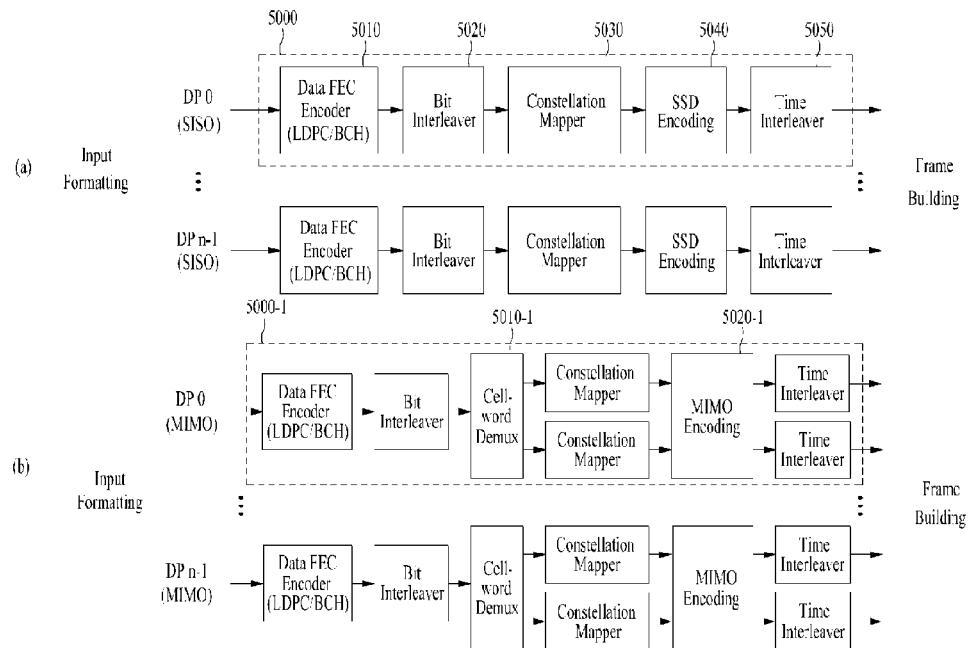 5000
5010
5020
5030
5040
5050
DP 0
(SISO)
Data FEC
Encoder
(LDPC/BCH)
Bit
Interleaver
Constellation
Mapper
SSD
Encoding
Time
Interleaver
(a)
Input
Formatting
Frame
Building
DP n-1
(SISO)
Data FEC
Encoder
(LDPC/BCH)
Bit
Interleaver
Constellation
Mapper
SSD
Encoding
Time
Interleaver
5000-1
5010-1
5020-1
DP 0
(MIMO)
Data FEC
Encoder
(LDPC/BCH)
Bit
Interleaver
Cell-
word
Demux
Constellation
Mapper
Constellation
Mapper
MIMO
Encoding
Time
Interleaver
Time
Interleaver
(b)
Input
Formatting
Frame
Building
DP n-1
(MIMO)
Data FEC
Encoder
(LDPC/BCH)
Bit
Interleaver
Cell-
word
Demux
Constellation
Mapper
Constellation
Mapper
MIMO
Encoding
Time
Interleaver
Time
Interleaver